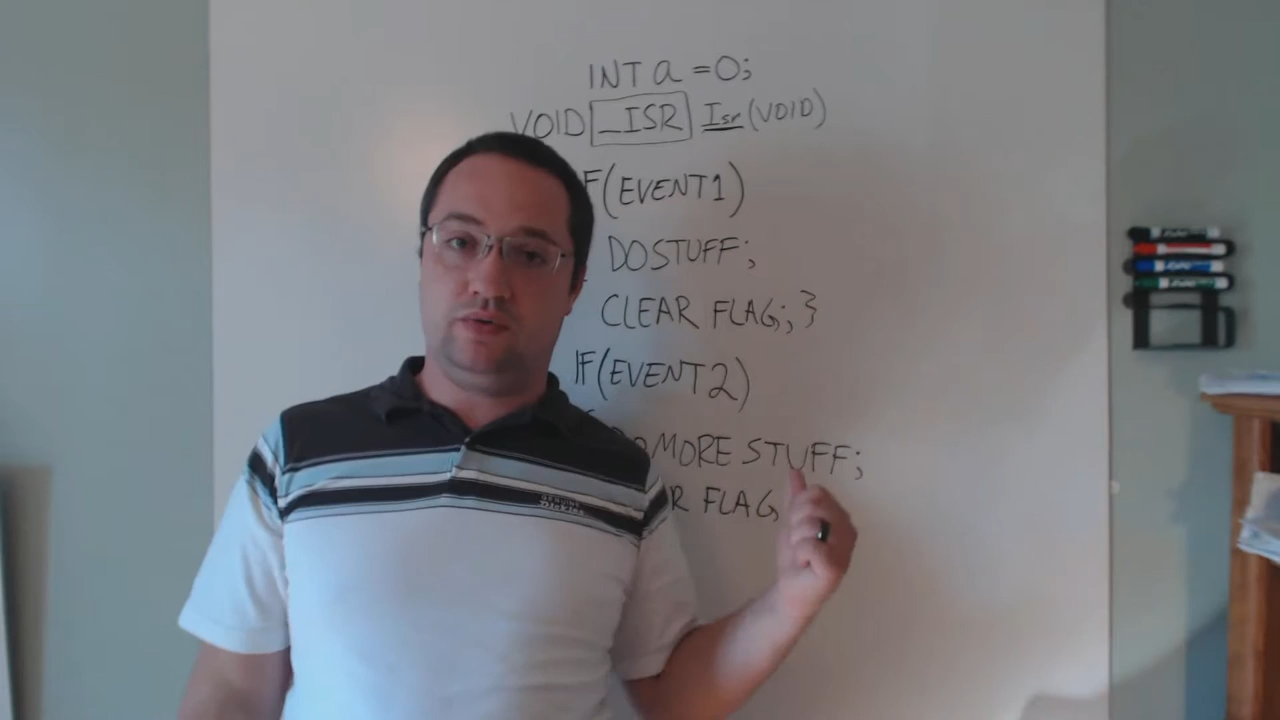 INT a = 0;
VOID _ISR Isr (VOID)
F(EVENT1)
DOSTUFF;
CLEAR FLAG; }
IF(EVENT2)
MORE STUFF;
R FLAG